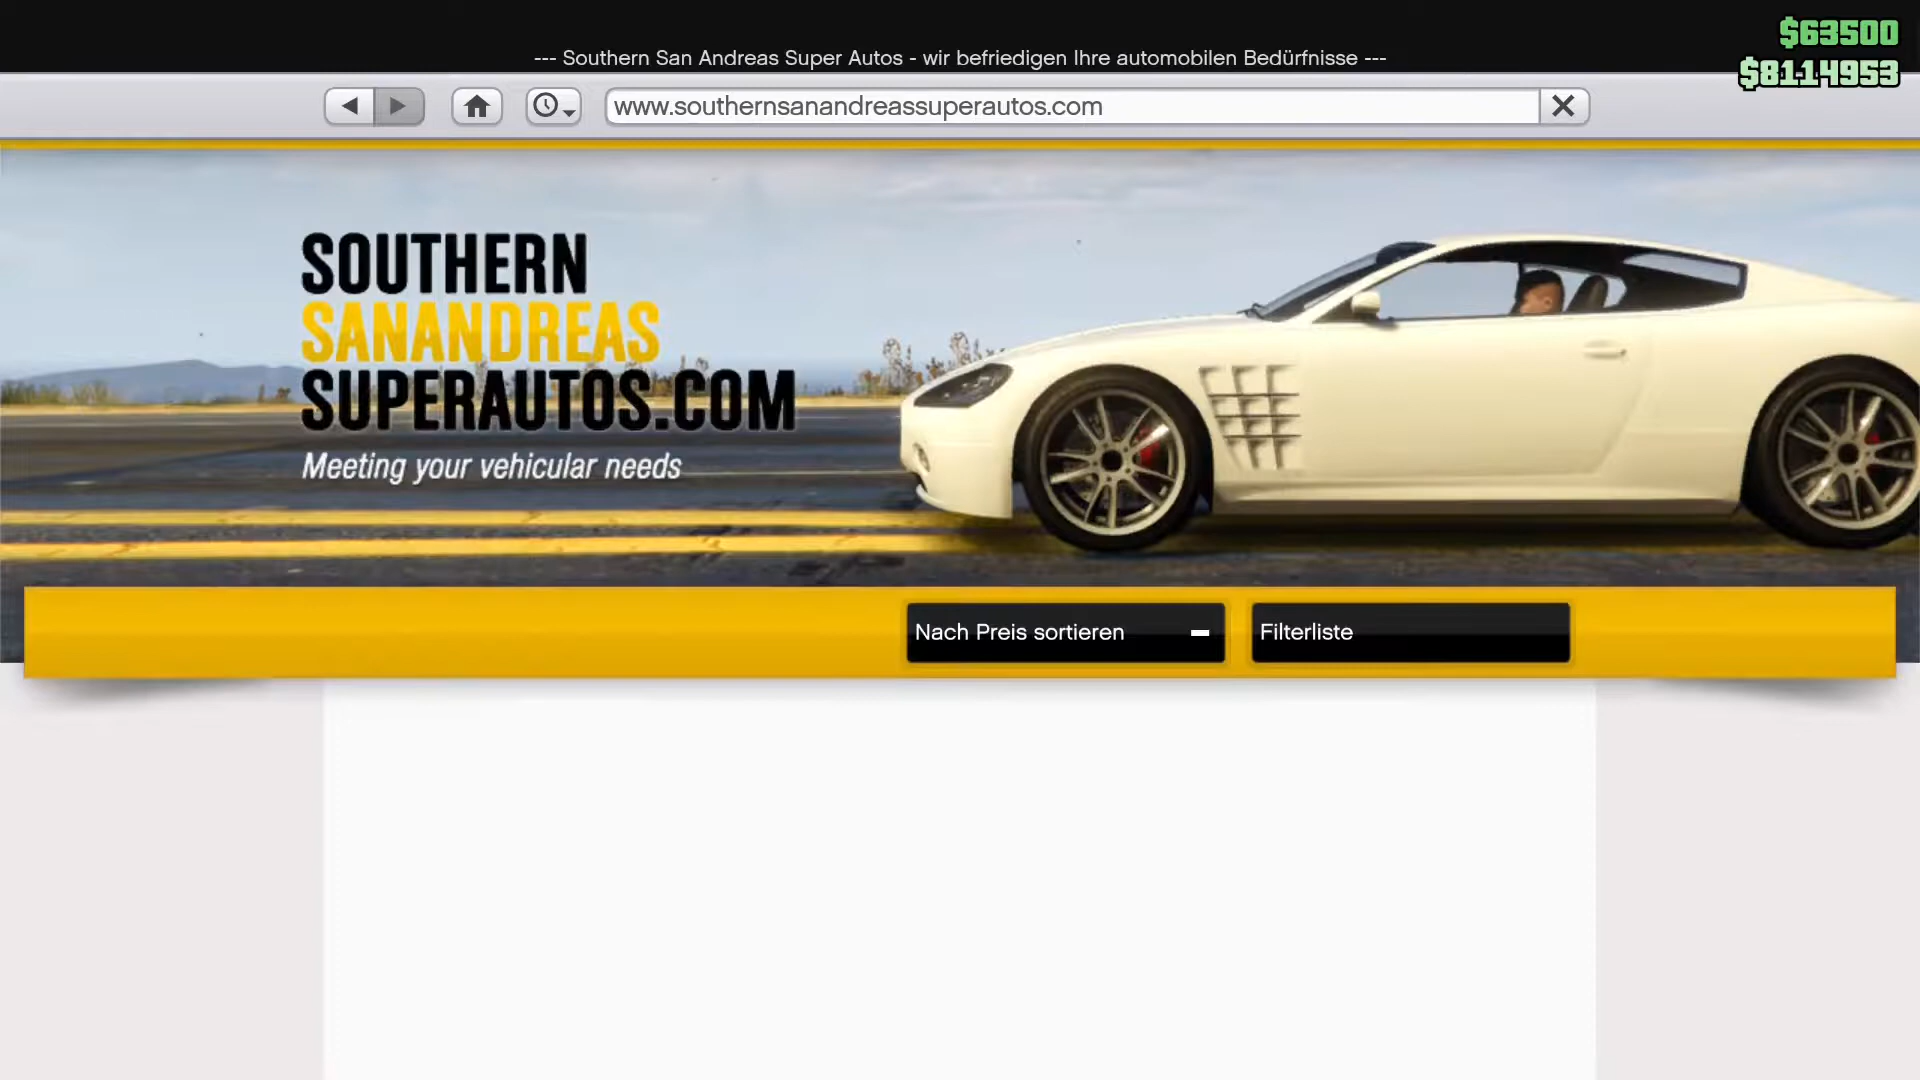 $63500
--- Southern San Andreas Super Autos - wir befriedigen Ihre automobilen Bedürfnisse ---
$8114953
www.southernsanandreassuperautos.com
SOUTHERN
SANANDREAS
SUPERAUTOS.COM
Meeting your vehicular needs
Nach Preis sortieren
Filterliste